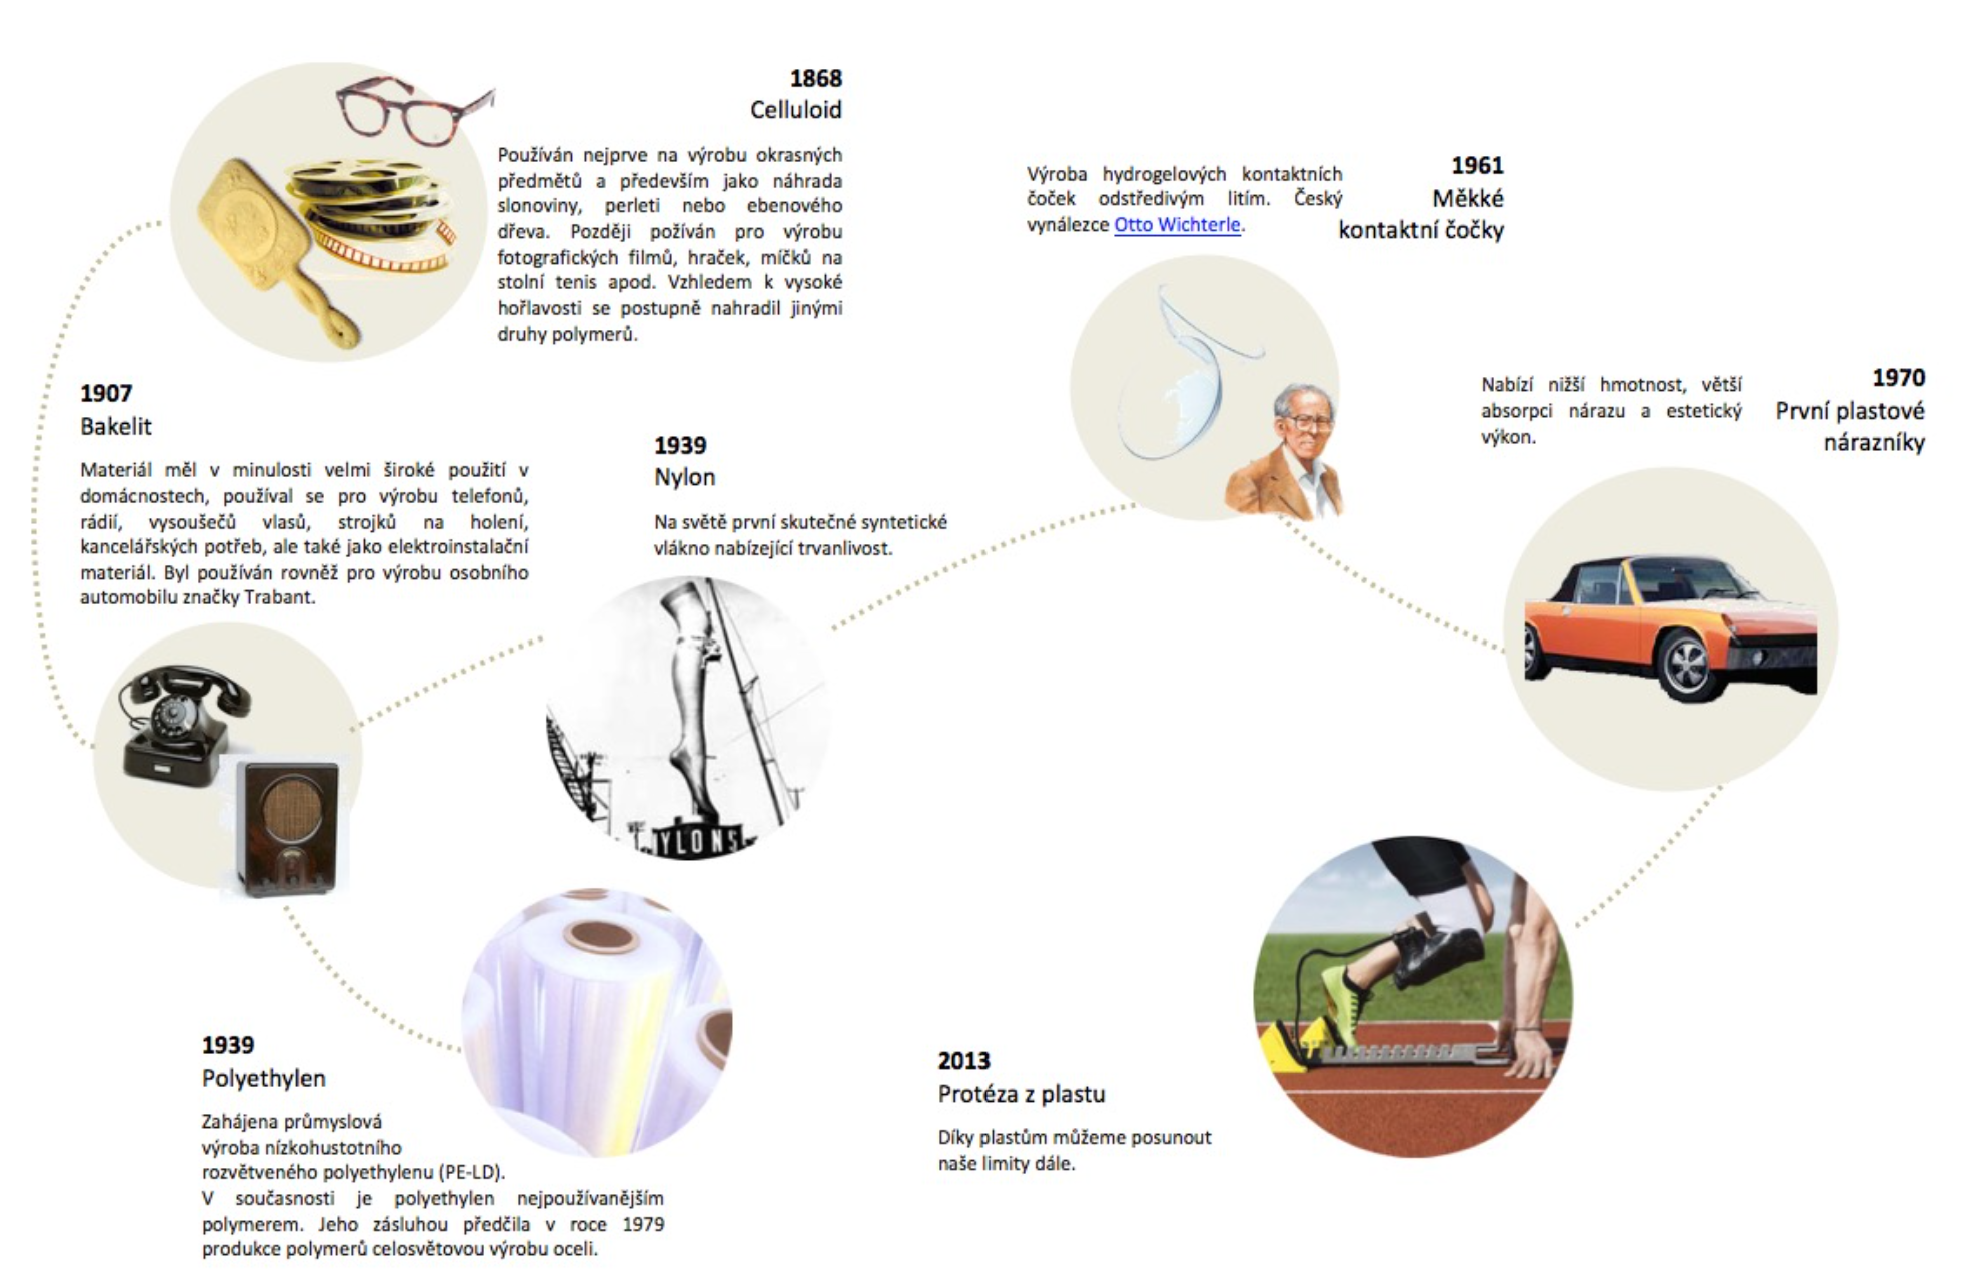 1868
Celluloid
Používán nejprve na výrobu okrasných
předmětů a především jako náhrada
slonoviny, perleti nebo ebenového
dřeva. Později požíván pro výrobu
fotografických filmů, hraček, míčků na
stolní tenis apod. Vzhledem k vysoké
hořlavosti se postupně nahradil jinými
druhy polymerů.
1907
Bakelit
Materiál měl v minulosti velmi široké použití v
domácnostech, používal se pro výrobu telefonů,
rádií, vysoušečů vlasů, strojků na holení,
kancelářských potřeb, ale také jako elektroinstalační
materiál. Byl používán rovněž pro výrobu osobního
automobilu značky Trabant.
1939
Nylon
Na světě první skutečné syntetické
vlákno nabízející trvanlivost.
NYLONS
1939
Polyethylen
Zahájena průmyslová
výroba nízkohustotního
rozvětveného polyethylenu (PE-LD).
V současnosti je polyethylen nejpoužívanějším
polymerem. Jeho zásluhou předčila v roce 1979
produkce polymerů celosvětovou výrobu oceli.
1961
Měkké
kontaktní čočky
Výroba hydrogelových kontaktních
čoček odstředivým litím. Český
vynálezce Otto Wichterle.
1970
První plastové
nárazníky
Nabízí nižší hmotnost, větší
absorpci nárazu a estetický
výkon.
2013
Protéza z plastu
Díky plastům můžeme posunout
naše limity dále.